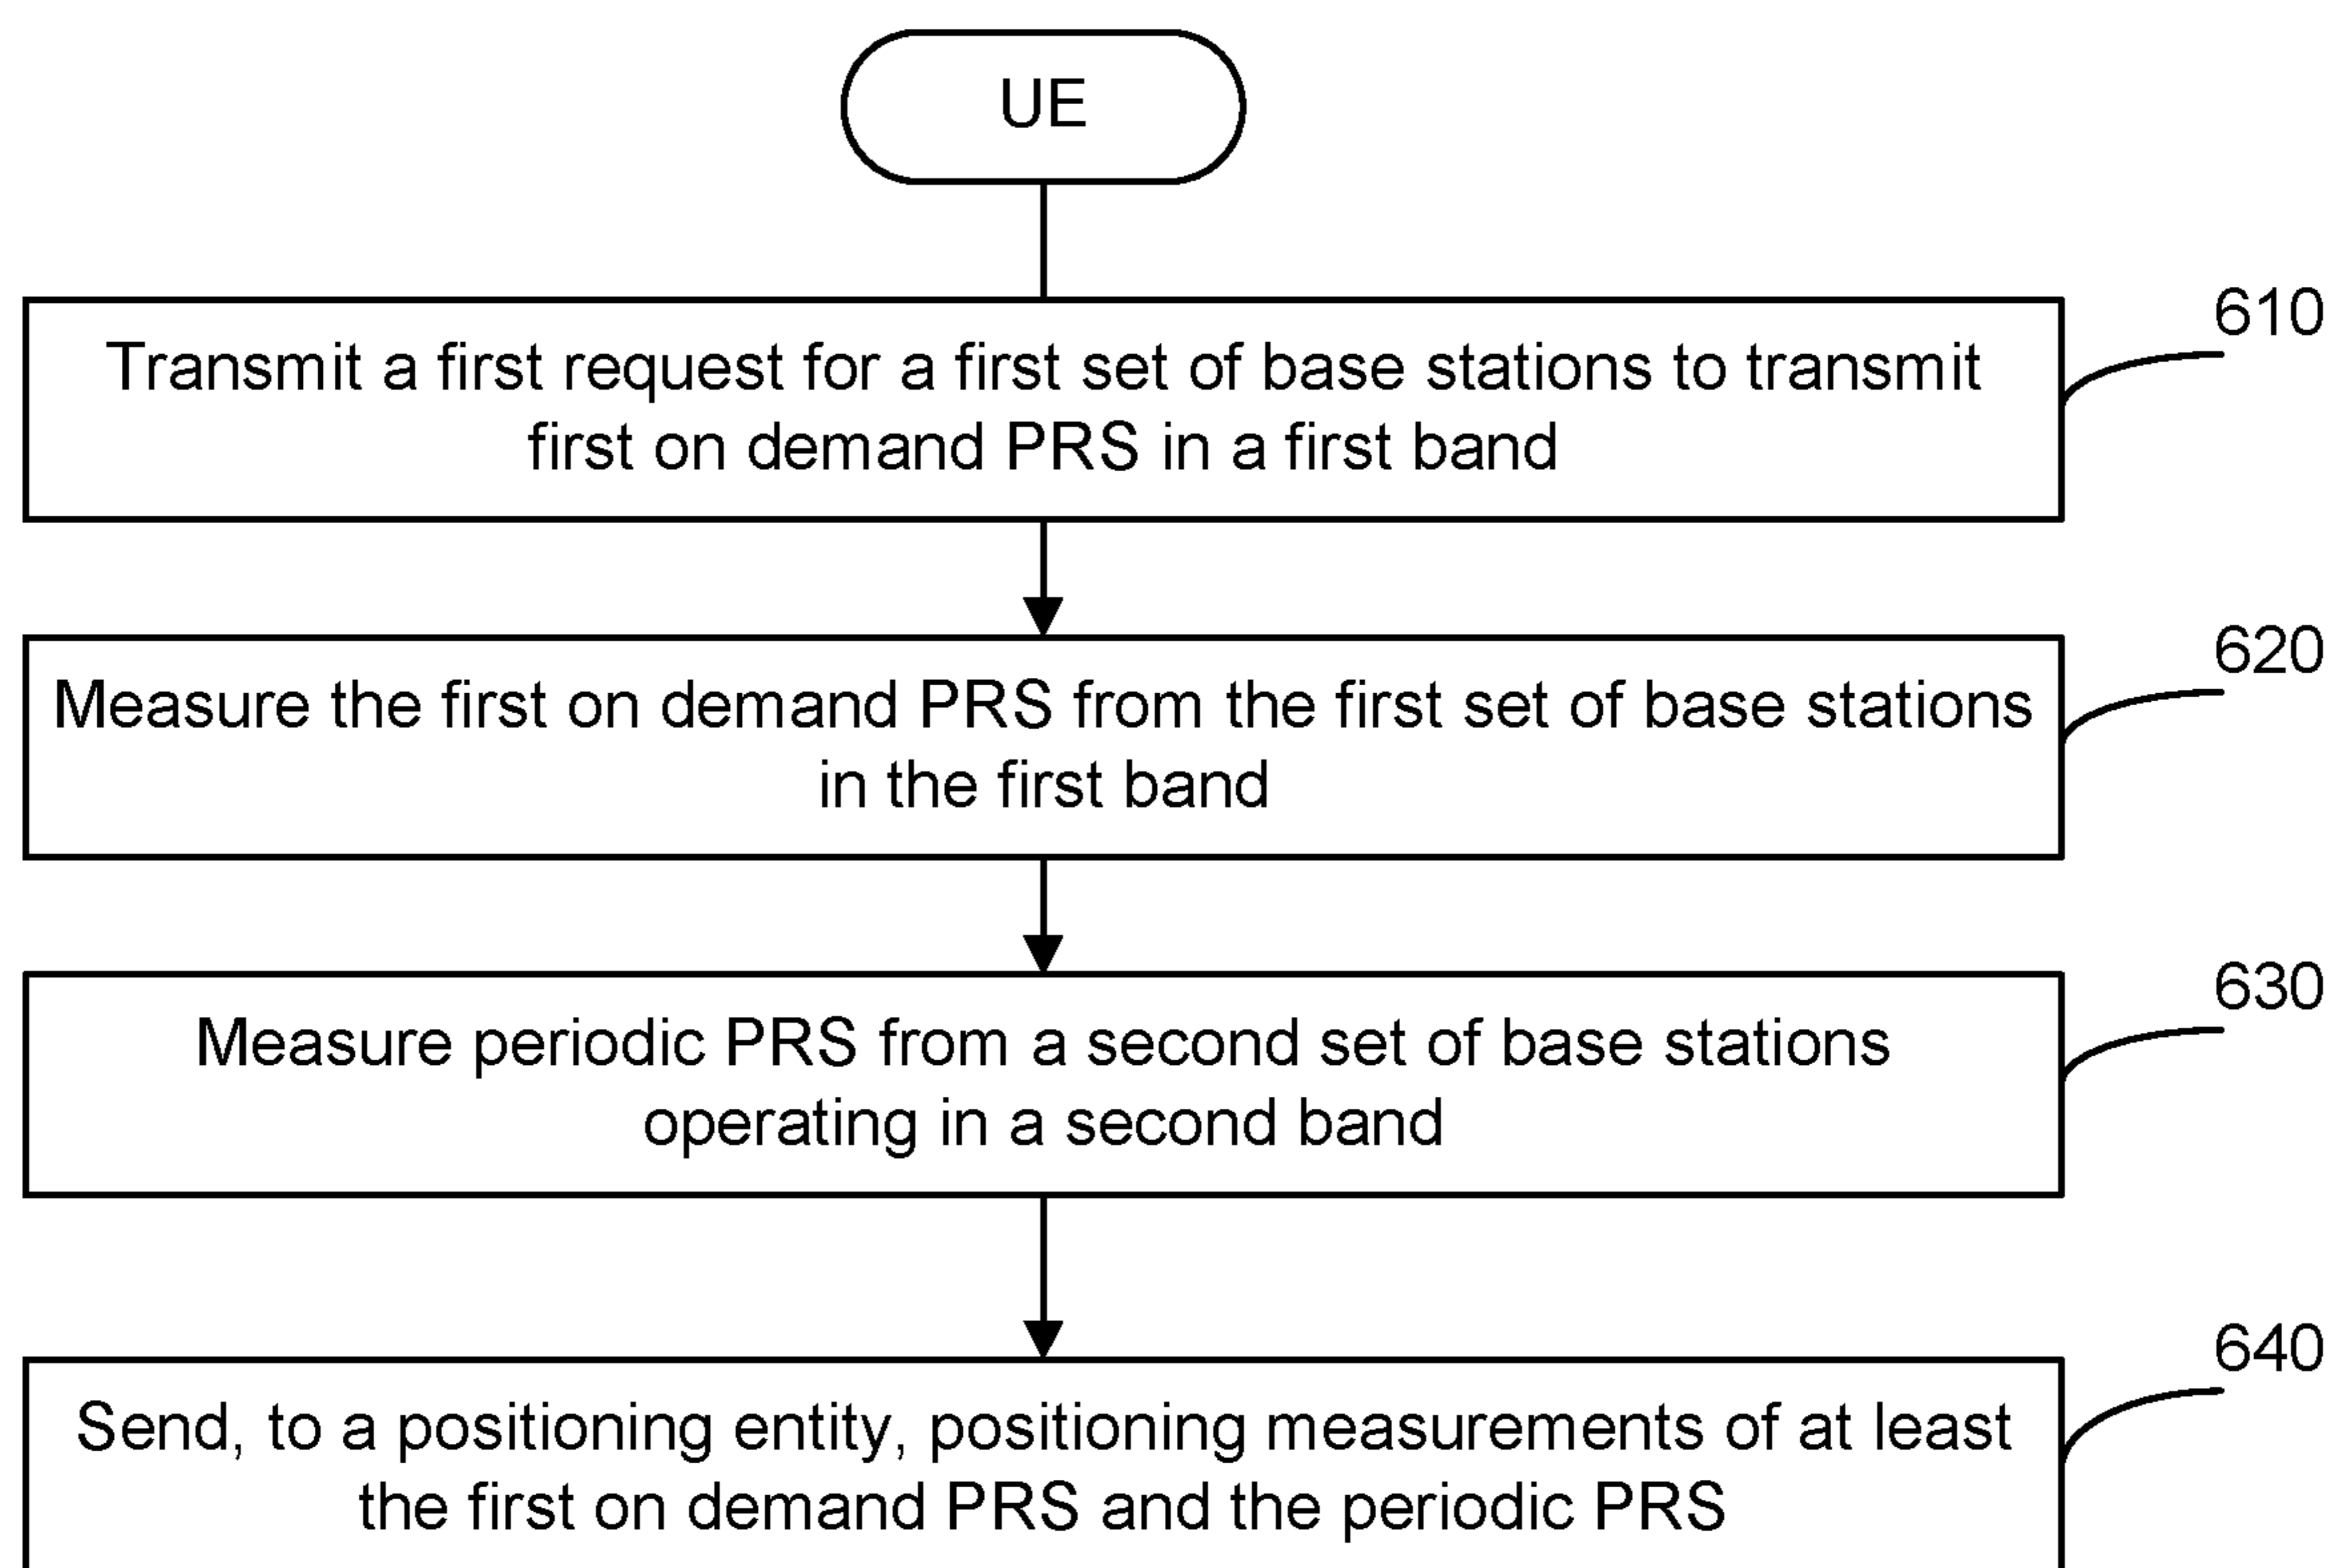 UE
610
Transmit a first request for a first set of base stations to transmit
first on demand PRS in a first band
620
Measure the first on demand PRS from the first set of base stations
in the first band
630
Measure periodic PRS from a second set of base stations
operating in a second band
640
Send, to a positioning entity, positioning measurements of at least
the first on demand PRS and the periodic PRS